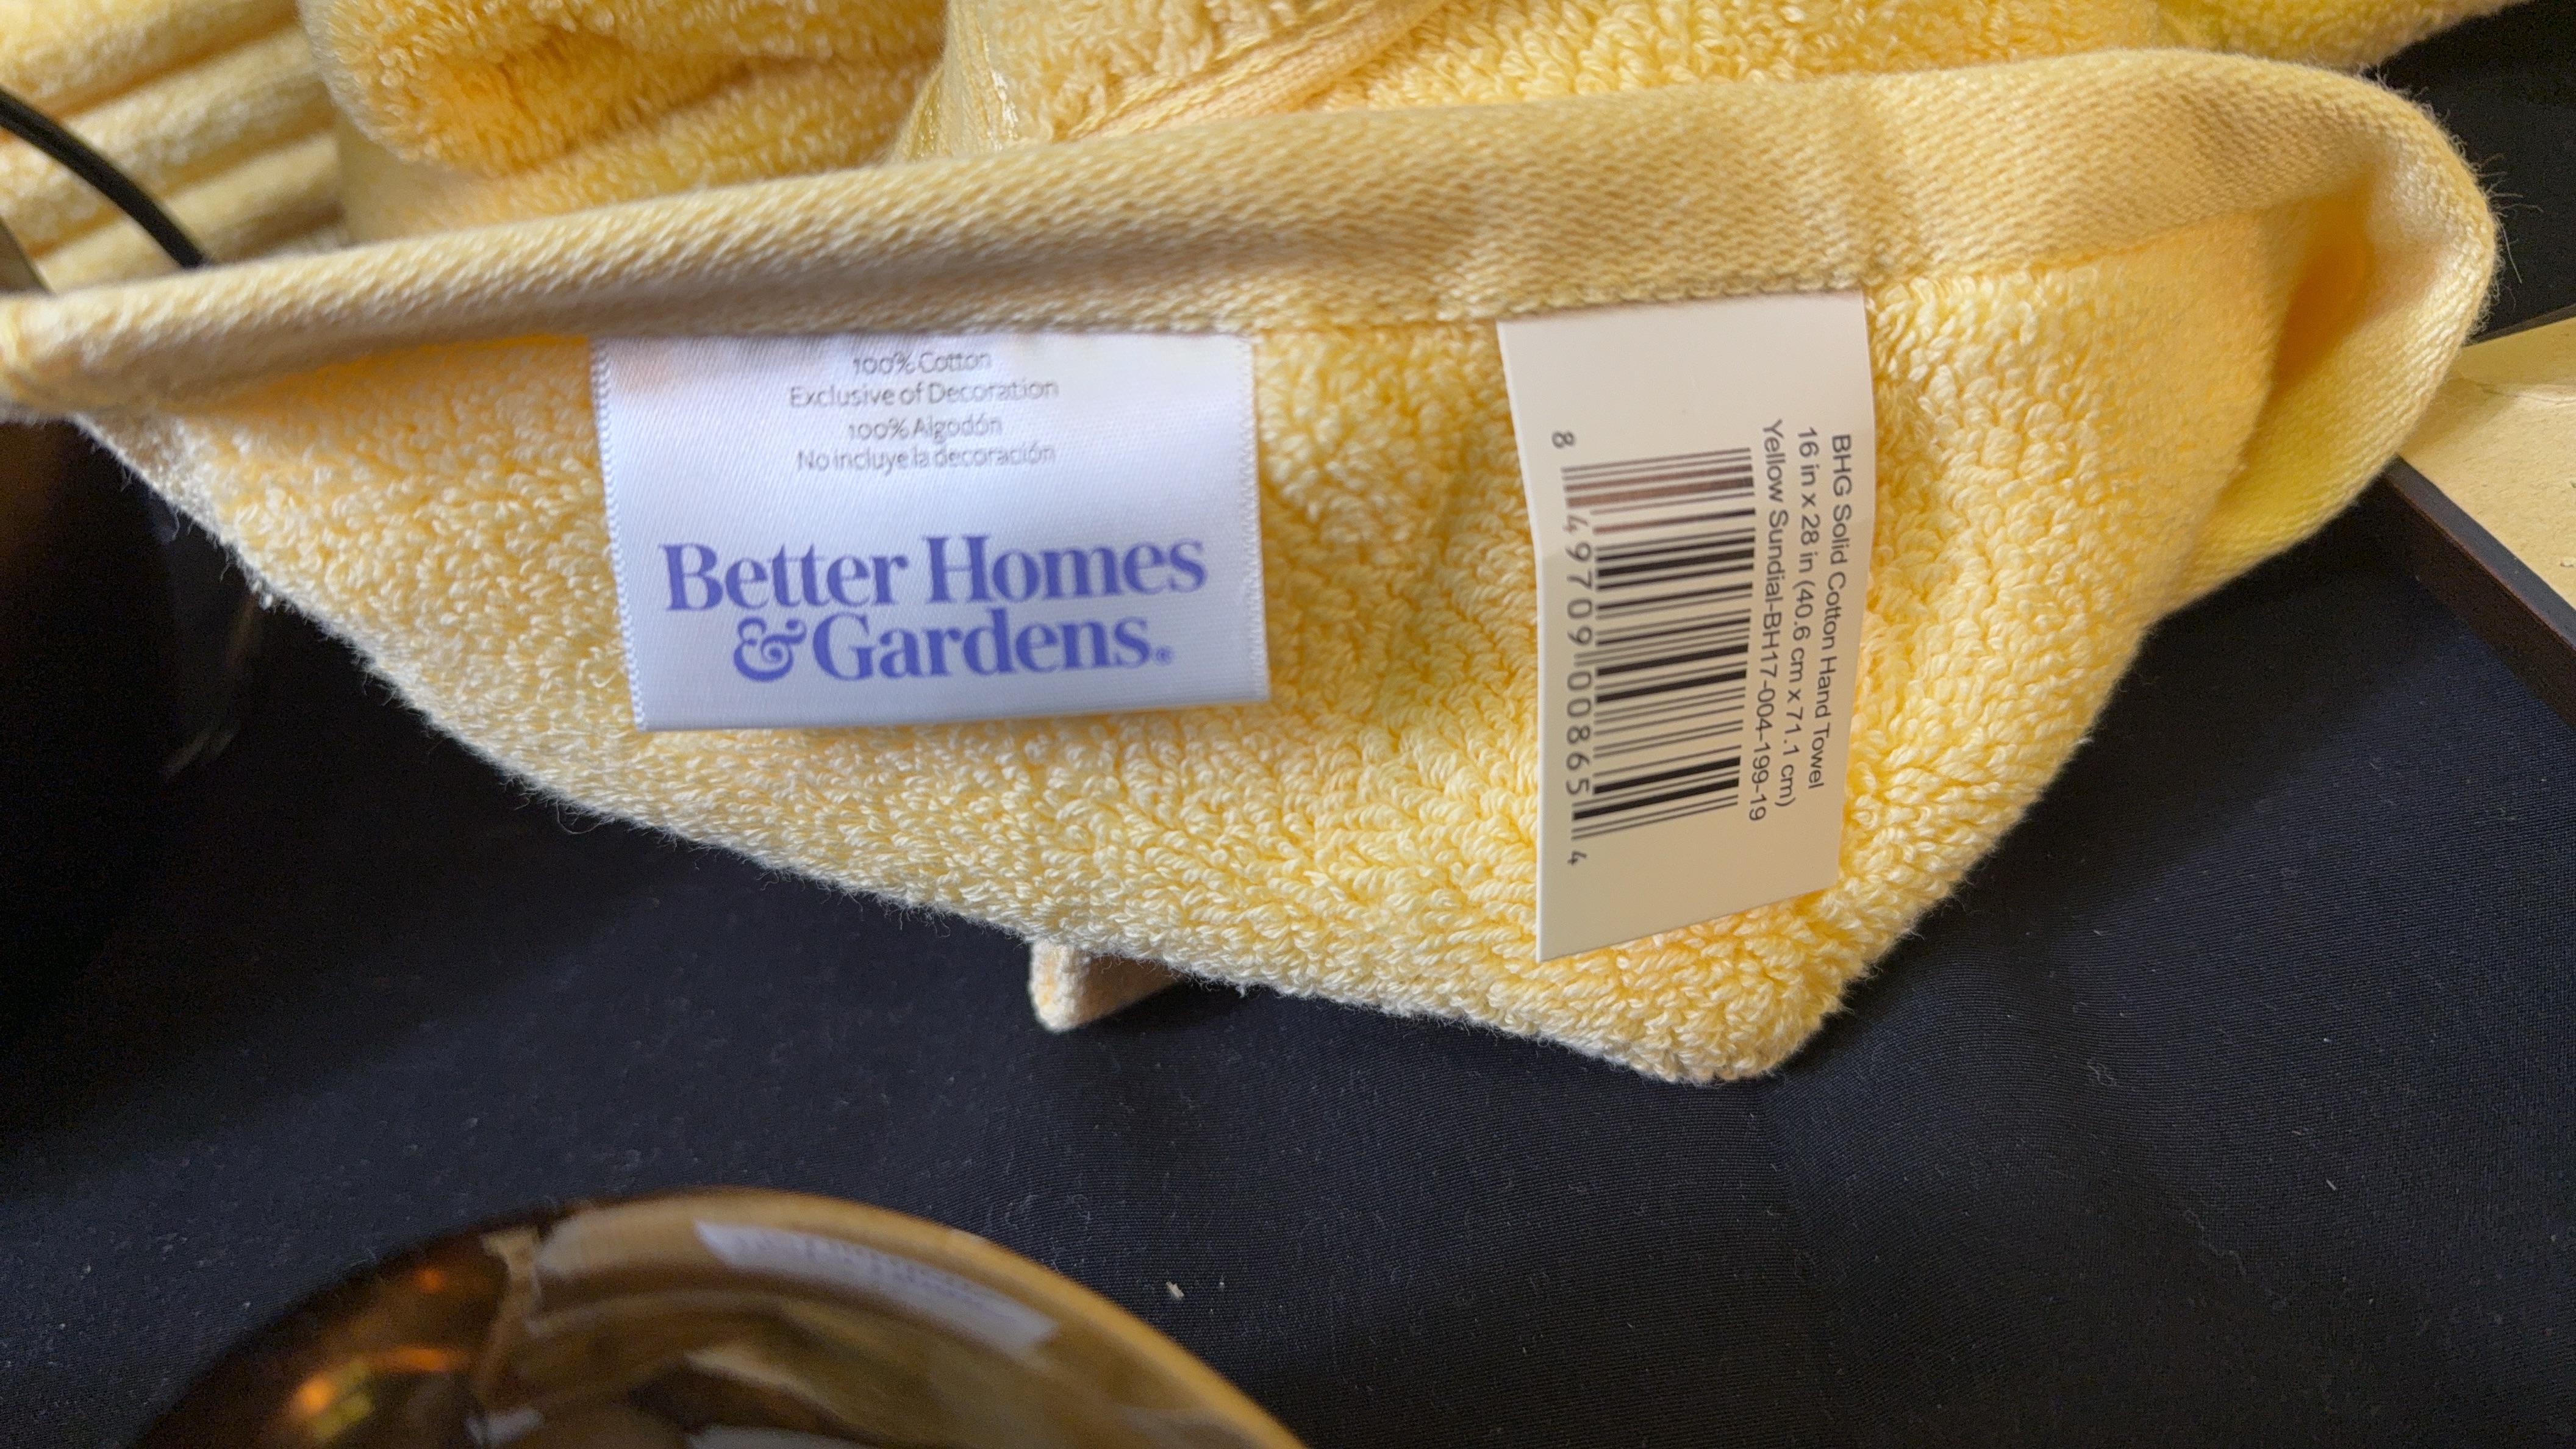 100% Cotton
Exclusive of Decoration
100% Algodón
No incluye la decoración
Better Homes
& Gardens®
BHG Solid Cotton Hand Towel
16 in x 28 in (40.6 cm x 71.1 cm)
Yellow Sundial-BH17-004-199-19
8 49709 00865 4